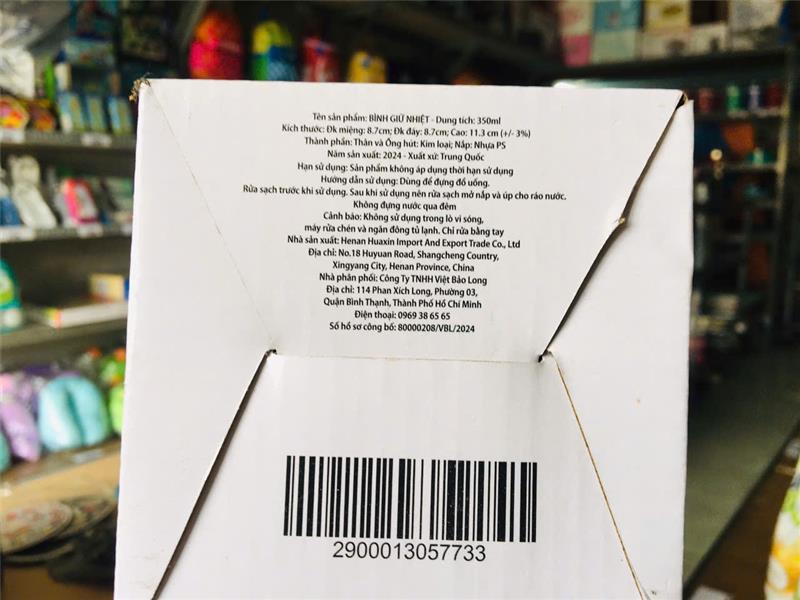 Tên sản phẩm: BÌNH GIỮ NHIỆT - Dung tích: 350ml
Kích thước: Đk miệng: 8.7cm; Đk đáy: 8.7cm; Cao: 11.3 cm (+/- 3%)
Thành phần: Thân và Ống hút: Kim loại; Nắp: Nhựa PS
Năm sản xuất: 2024 - Xuất xứ: Trung Quốc
Hạn sử dụng: Sản phẩm không áp dụng thời hạn sử dụng
Hướng dẫn sử dụng: Dùng để đựng đồ uống.
Rửa sạch trước khi sử dụng. Sau khi sử dụng nên rửa sạch mở nắp và úp cho ráo nước.
Không đựng nước qua đêm
Cảnh báo: Không sử dụng trong lò vi sóng,
máy rửa chén và ngăn đông tủ lạnh. Chỉ rửa bằng tay
Nhà sản xuất: Henan Huaxin Import And Export Trade Co., Ltd
Địa chỉ: No.18 Huyuan Road, Shangcheng Country,
Xingyang City, Henan Province, China
Nhà phân phối: Công Ty TNHH Việt Bảo Long
Địa chỉ: 114 Phan Xích Long, Phường 03,
Quận Bình Thạnh, Thành Phố Hồ Chí Minh
Điện thoại: 0969 38 65 65
Số hồ sơ công bố: 80000208/VBL/2024
2900013057733